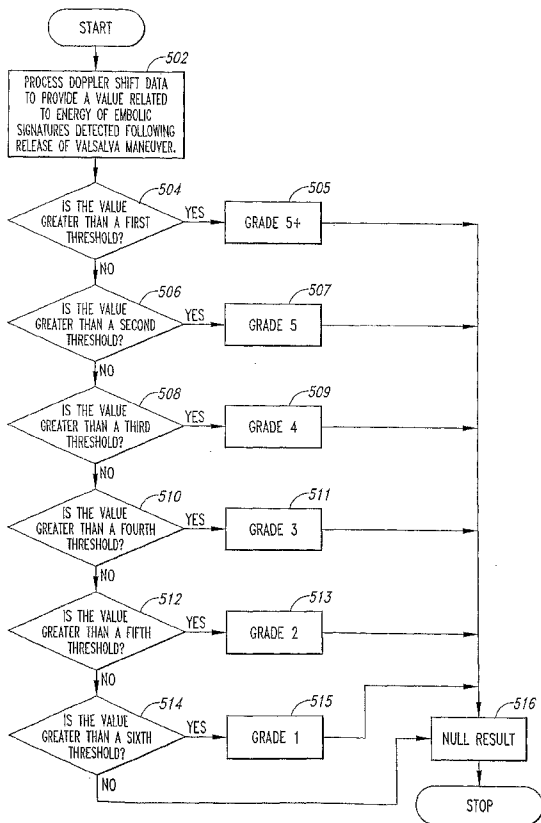 START
502
PROCESS DOPPLER SHIFT DATA
TO PROVIDE A VALUE RELATED
TO ENERGY OF EMBOLIC
SIGNATURES DETECTED FOLLOWING
RELEASE OF VALSALVA MANEUVER.
504
IS THE VALUE
GREATER THAN A FIRST
THRESHOLD?
YES
505
GRADE 5+
NO
506
IS THE VALUE
GREATER THAN A SECOND
THRESHOLD?
YES
507
GRADE 5
NO
508
IS THE VALUE
GREATER THAN A THIRD
THRESHOLD?
YES
509
GRADE 4
NO
510
IS THE VALUE
GREATER THAN A FOURTH
THRESHOLD?
YES
511
GRADE 3
NO
512
IS THE VALUE
GREATER THAN A FIFTH
THRESHOLD?
YES
513
GRADE 2
NO
514
IS THE VALUE
GREATER THAN A SIXTH
THRESHOLD?
YES
515
GRADE 1
NO
516
NULL RESULT
STOP